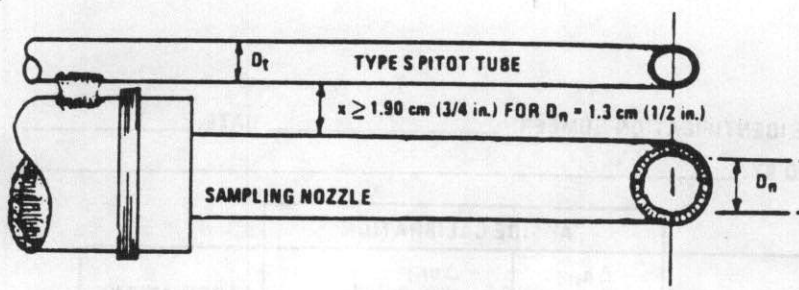 Dt TYPE S PITOT TUBE
x ≥ 1.90 cm (3/4 in.) FOR Dn = 1.3 cm (1/2 in.)
Dn
SAMPLING NOZZLE